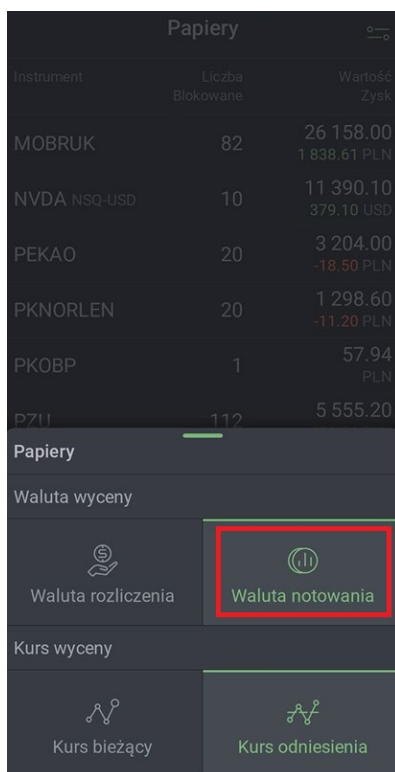 Papiery
Instrument Liczba Wartość
Blokowane Zysk
MOBRUK 82 26 158.00
1 838.61 PLN
NVDA NSQ-USD 10 11 390.10
379.10 USD
PEKAO 20 3 204.00
-18.50 PLN
PKNORLEN 20 1 298.60
-11.20 PLN
PKOBP 1 57.94
PLN
PZU 112 5 555.20
Papiery
Waluta wyceny
Waluta rozliczenia Waluta notowania
Kurs wyceny
Kurs bieżący Kurs odniesienia